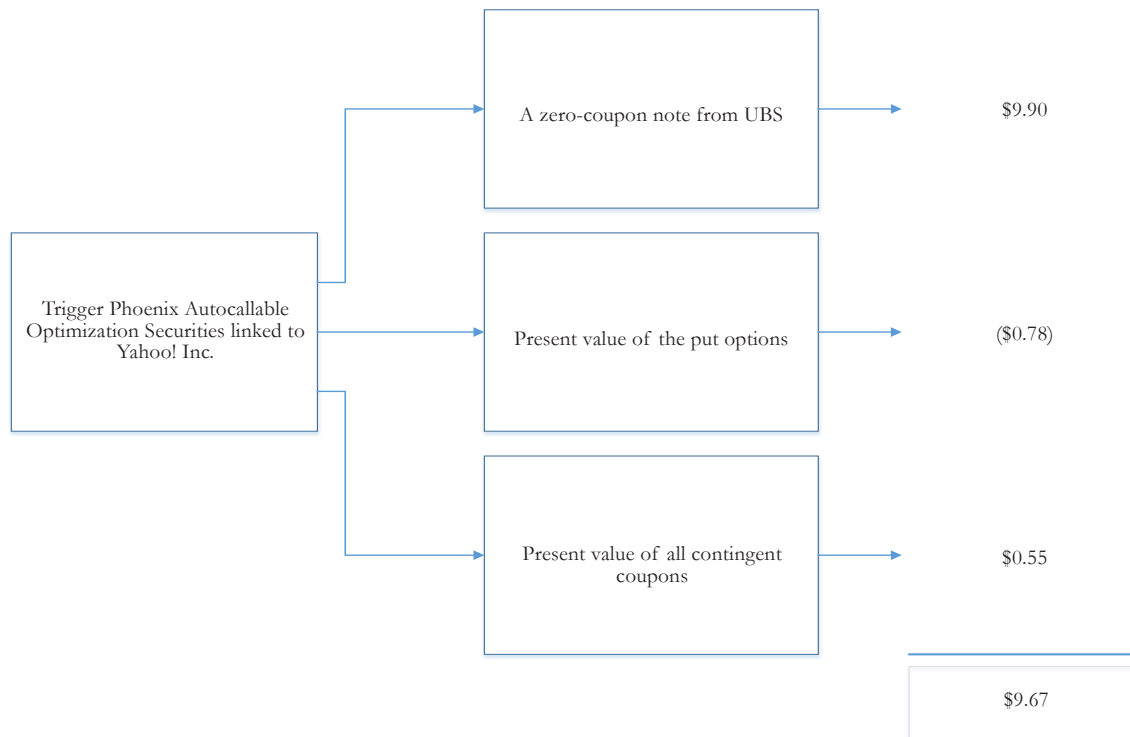 A zero-coupon note from UBS
$9.90
Trigger Phoenix Autocallable
Optimization Securities linked to
Yahoo! Inc.
Present value of the put options
($0.78)
Present value of all contingent
coupons
$0.55
$9.67